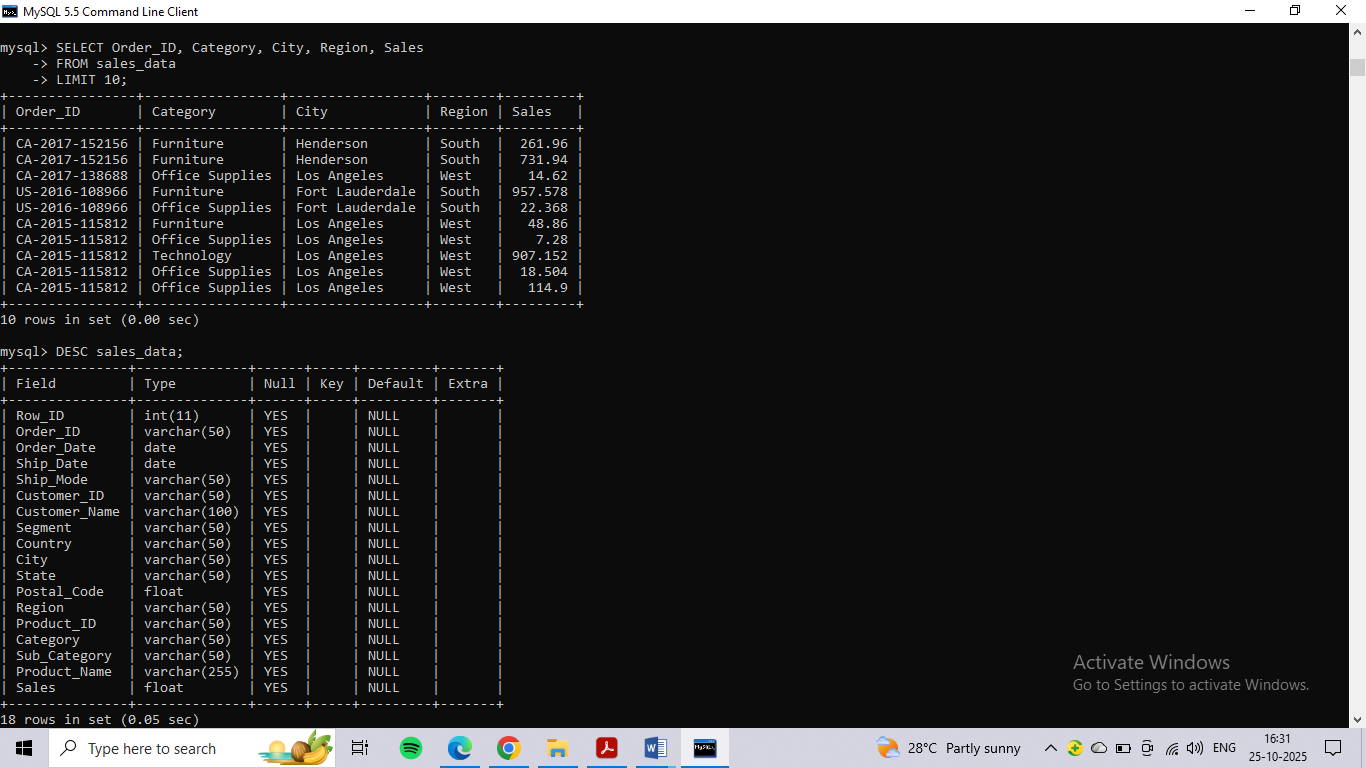 MySQL 5.5 Command Line Client
mysql> SELECT Order_ID, Category, City, Region, Sales
    -> FROM sales_data
    -> LIMIT 10;
+----------------+-----------------+-----------------+--------+---------+
| Order_ID       | Category        | City            | Region | Sales   |
+----------------+-----------------+-----------------+--------+---------+
| CA-2017-152156 | Furniture       | Henderson       | South  |  261.96 |
| CA-2017-152156 | Furniture       | Henderson       | South  |  731.94 |
| CA-2017-138688 | Office Supplies | Los Angeles     | West   |   14.62 |
| US-2016-108966 | Furniture       | Fort Lauderdale | South  | 957.578 |
| US-2016-108966 | Office Supplies | Fort Lauderdale | South  |  22.368 |
| CA-2015-115812 | Furniture       | Los Angeles     | West   |   48.86 |
| CA-2015-115812 | Office Supplies | Los Angeles     | West   |    7.28 |
| CA-2015-115812 | Technology      | Los Angeles     | West   | 907.152 |
| CA-2015-115812 | Office Supplies | Los Angeles     | West   |  18.504 |
| CA-2015-115812 | Office Supplies | Los Angeles     | West   |   114.9 |
+----------------+-----------------+-----------------+--------+---------+
10 rows in set (0.00 sec)
mysql> DESC sales_data;
+---------------+--------------+------+-----+---------+-------+
| Field         | Type         | Null | Key | Default | Extra |
+---------------+--------------+------+-----+---------+-------+
| Row_ID        | int(11)      | YES  |     | NULL    |       |
| Order_ID      | varchar(50)  | YES  |     | NULL    |       |
| Order_Date    | date         | YES  |     | NULL    |       |
| Ship_Date     | date         | YES  |     | NULL    |       |
| Ship_Mode     | varchar(50)  | YES  |     | NULL    |       |
| Customer_ID   | varchar(50)  | YES  |     | NULL    |       |
| Customer_Name | varchar(100) | YES  |     | NULL    |       |
| Segment       | varchar(50)  | YES  |     | NULL    |       |
| Country       | varchar(50)  | YES  |     | NULL    |       |
| City          | varchar(50)  | YES  |     | NULL    |       |
| State         | varchar(50)  | YES  |     | NULL    |       |
| Postal_Code   | float        | YES  |     | NULL    |       |
| Region        | varchar(50)  | YES  |     | NULL    |       |
| Product_ID    | varchar(50)  | YES  |     | NULL    |       |
| Category      | varchar(50)  | YES  |     | NULL    |       |
| Sub_Category  | varchar(50)  | YES  |     | NULL    |       |
| Product_Name  | varchar(255) | YES  |     | NULL    |       |
| Sales         | float        | YES  |     | NULL    |       |
+---------------+--------------+------+-----+---------+-------+
18 rows in set (0.05 sec)
Activate Windows
Go to Settings to activate Windows.
Type here to search
28°C Partly sunny
ENG
16:31
25-10-2025